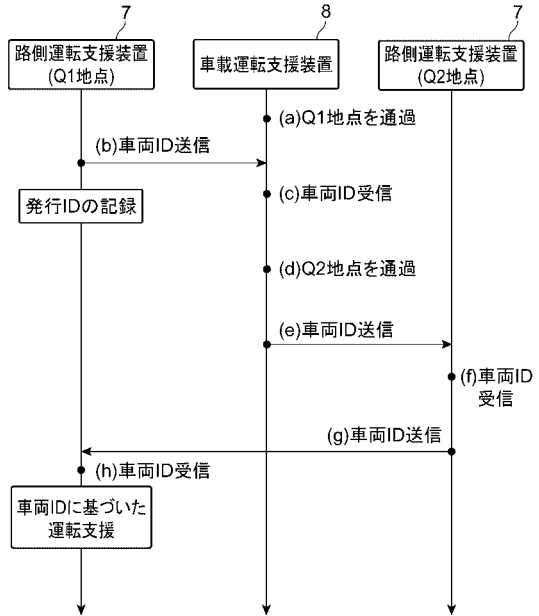 7
8
7
路側運転支援装置
(Q1地点)
車載運転支援装置
路側運転支援装置
(Q2地点)
(a)Q1地点を通過
(b)車両ID送信
(c)車両ID受信
発行IDの記録
(d)Q2地点を通過
(e)車両ID送信
(f)車両ID
受信
(g)車両ID送信
(h)車両ID受信
車両IDに基づいた
運転支援